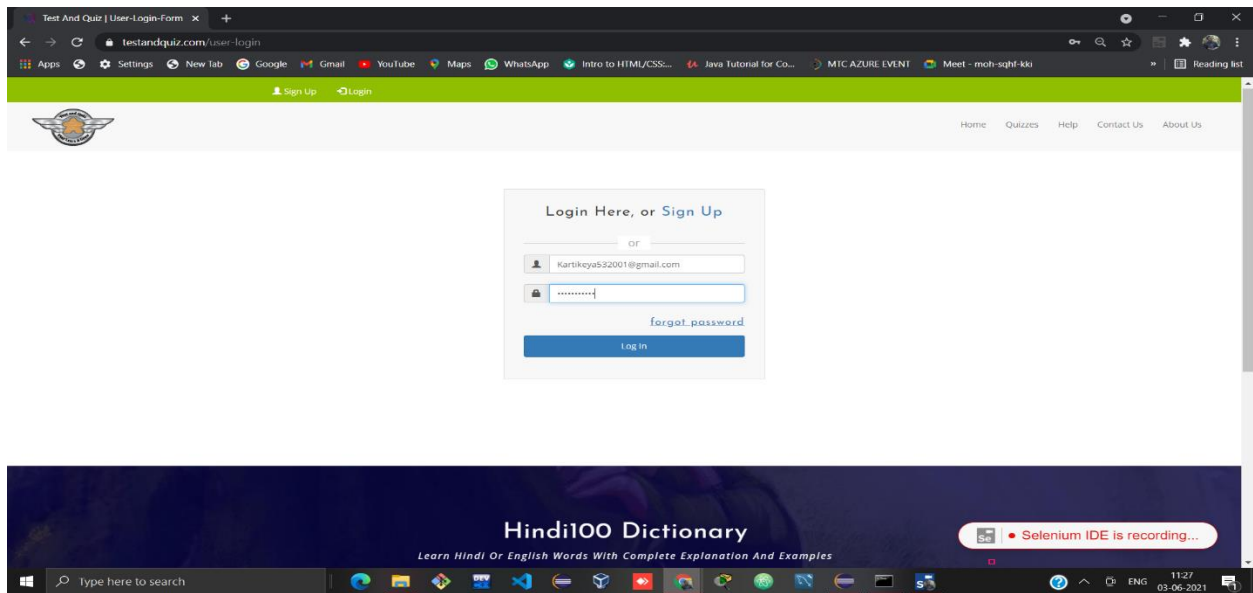 Test And Quiz | User-Login-Form
testandquiz.com/user-login
Apps Settings New Tab Google Gmail YouTube Maps WhatsApp Intro to HTML/CSS:... Java Tutorial for Co... MTC AZURE EVENT Meet - moh-sqhf-kki » Reading list
Sign Up Login
Home Quizzes Help Contact Us About Us
Login Here, or Sign Up
or
Kartikeya532001@gmail.com
forgot password
Log in
Hindi100 Dictionary
Learn Hindi Or English Words With Complete Explanation And Examples
Se Selenium IDE is recording...
Type here to search
ENG
11:27
03-06-2021